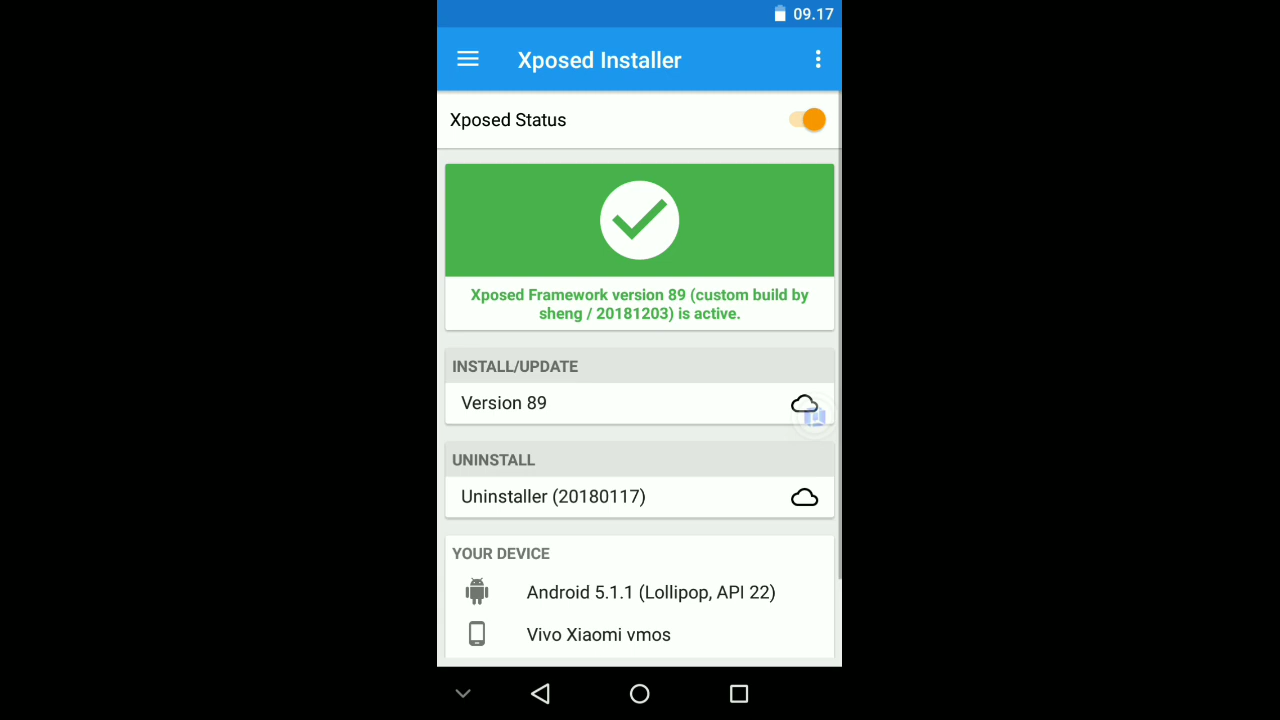 09.17
Xposed Installer
Xposed Status
Xposed Framework version 89 (custom build by
sheng / 20181203) is active.
INSTALL/UPDATE
Version 89
UNINSTALL
Uninstaller (20180117)
YOUR DEVICE
Android 5.1.1 (Lollipop, API 22)
Vivo Xiaomi vmos